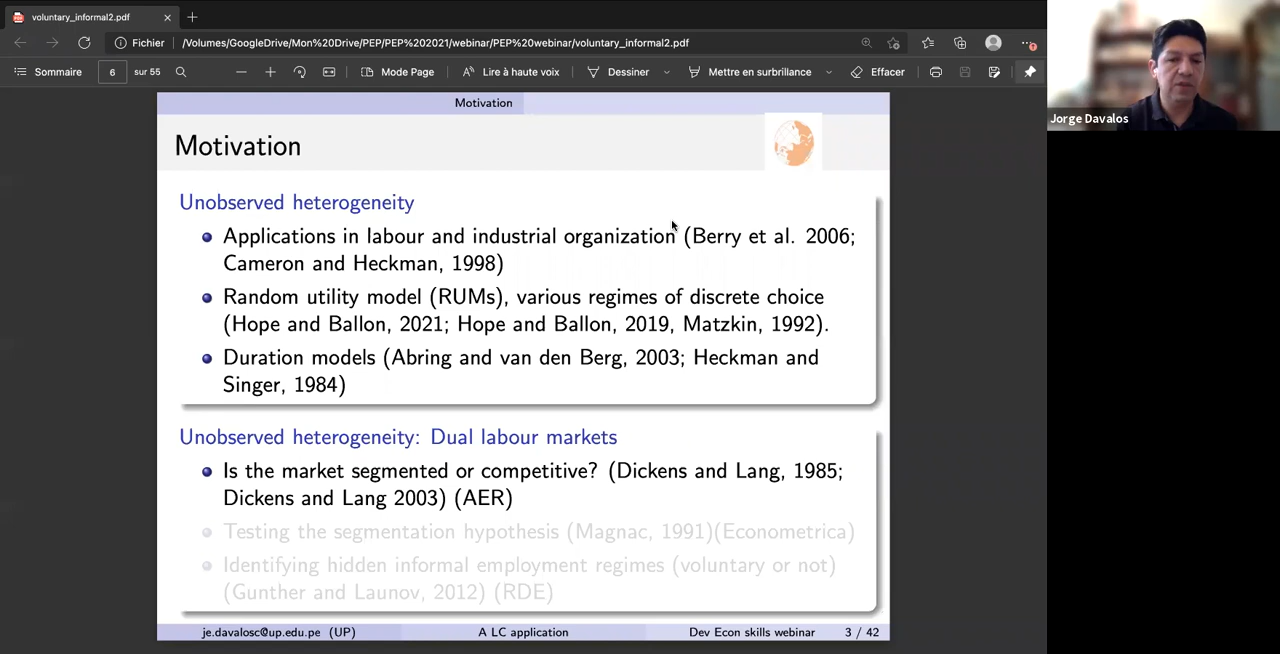 voluntary_informal2.pdf
Fichier
/Volumes/GoogleDrive/Mon%20Drive/PEP/PEP%202021/webinar/PEP%20webinar/voluntary_informal2.pdf
Sommaire
6
sur 55
Mode Page
Lire à haute voix
Dessiner
Mettre en surbrillance
Effacer
Jorge Davalos
Motivation
Motivation
Unobserved heterogeneity
Applications in labour and industrial organization (Berry et al. 2006;
Cameron and Heckman, 1998)
Random utility model (RUMs), various regimes of discrete choice
(Hope and Ballon, 2021; Hope and Ballon, 2019, Matzkin, 1992).
Duration models (Abring and van den Berg, 2003; Heckman and
Singer, 1984)
Unobserved heterogeneity: Dual labour markets
Is the market segmented or competitive? (Dickens and Lang, 1985;
Dickens and Lang 2003) (AER)
Testing the segmentation hypothesis (Magnac, 1991)(Econometrica)
Identifying hidden informal employment regimes (voluntary or not)
(Gunther and Launov, 2012) (RDE)
je.davalosc@up.edu.pe (UP)
A LC application
Dev Econ skills webinar
3 / 42